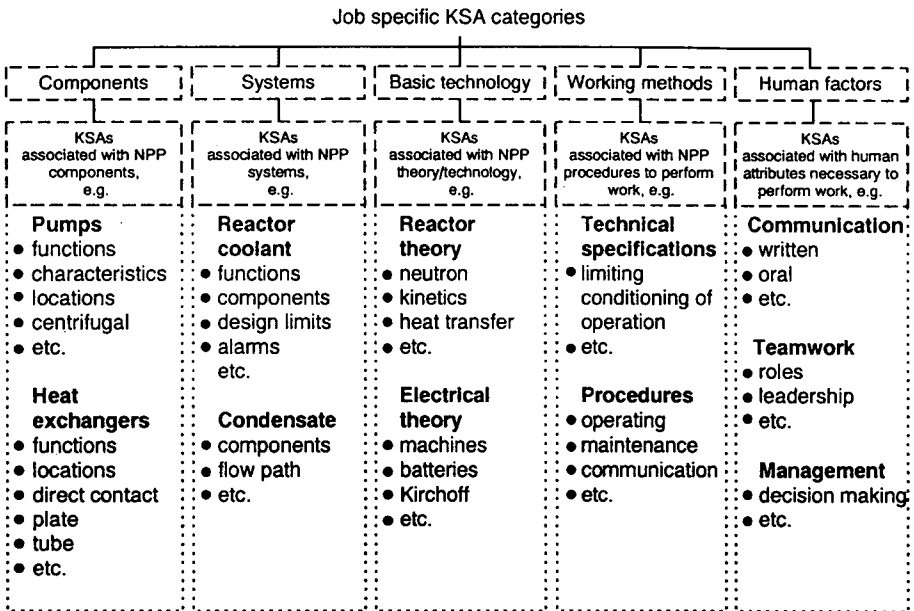 Job specific KSA categories
Components
Systems
Basic technology
Working methods
Human factors
KSAs
associated with NPP
components,
e.g.
KSAs
associated with NPP
systems,
e.g.
KSAs
associated with NPP
theory/technology,
e.g.
KSAs
associated with NPP
procedures to perform
work, e.g.
KSAs
associated with human
attributes necessary to
perform work, e.g.
Pumps
• functions
• characteristics
• locations
• centrifugal
• etc.
Heat
exchangers
• functions
• locations
• direct contact
• plate
• tube
• etc.
Reactor
coolant
• functions
• components
• design limits
• alarms
etc.
Condensate
• components
• flow path
• etc.
Reactor
theory
• neutron
• kinetics
• heat transfer
• etc.
Electrical
theory
• machines
• batteries
• Kirchoff
• etc.
Technical
specifications
• limiting
conditioning of
operation
• etc.
Procedures
• operating
• maintenance
• communication
• etc.
Communication
• written
• oral
• etc.
Teamwork
• roles
• leadership
• etc.
Management
• decision making
• etc.